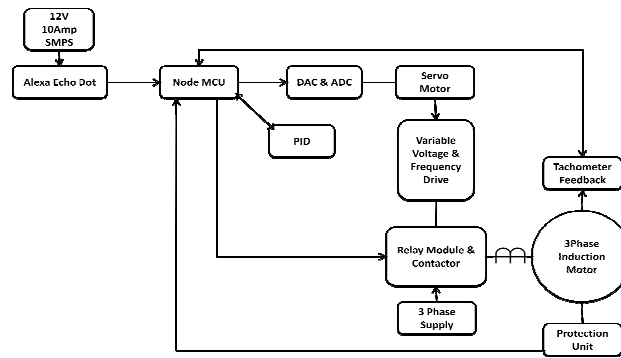 12V
10Amp
SMPS
Alexa Echo Dot
Node MCU
DAC & ADC
Servo
Motor
PID
Variable
Voltage &
Frequency
Drive
Tachometer
Feedback
Relay Module &
Contactor
3Phase
Induction
Motor
3 Phase
Supply
Protection
Unit